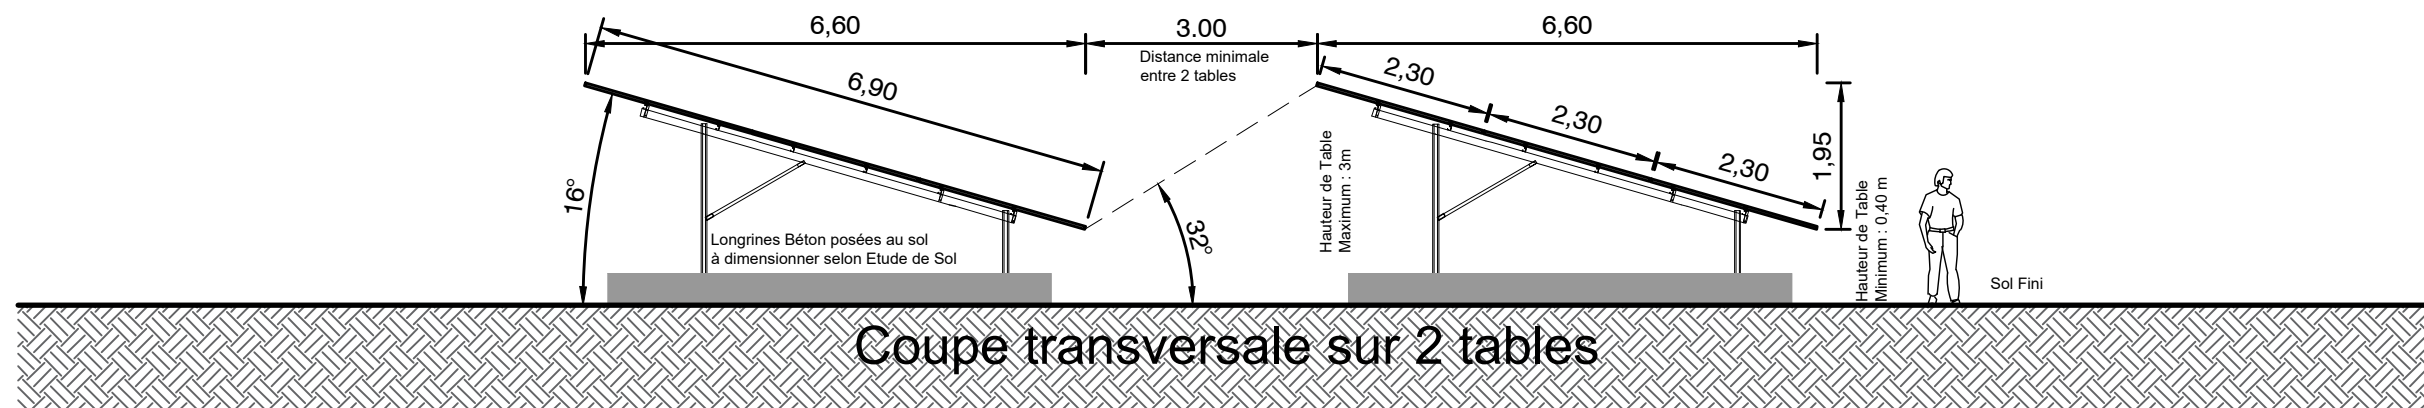 6,60
3.00
6,60
Distance minimale
entre 2 tables
6,90
2,30
2,30
2,30
1,95
16°
32°
Hauteur de Table
Maximum : 3m
Hauteur de Table
Minimum : 0,40 m
Longrines Béton posées au sol
à dimensionner selon Etude de Sol
Sol Fini
Coupe transversale sur 2 tables